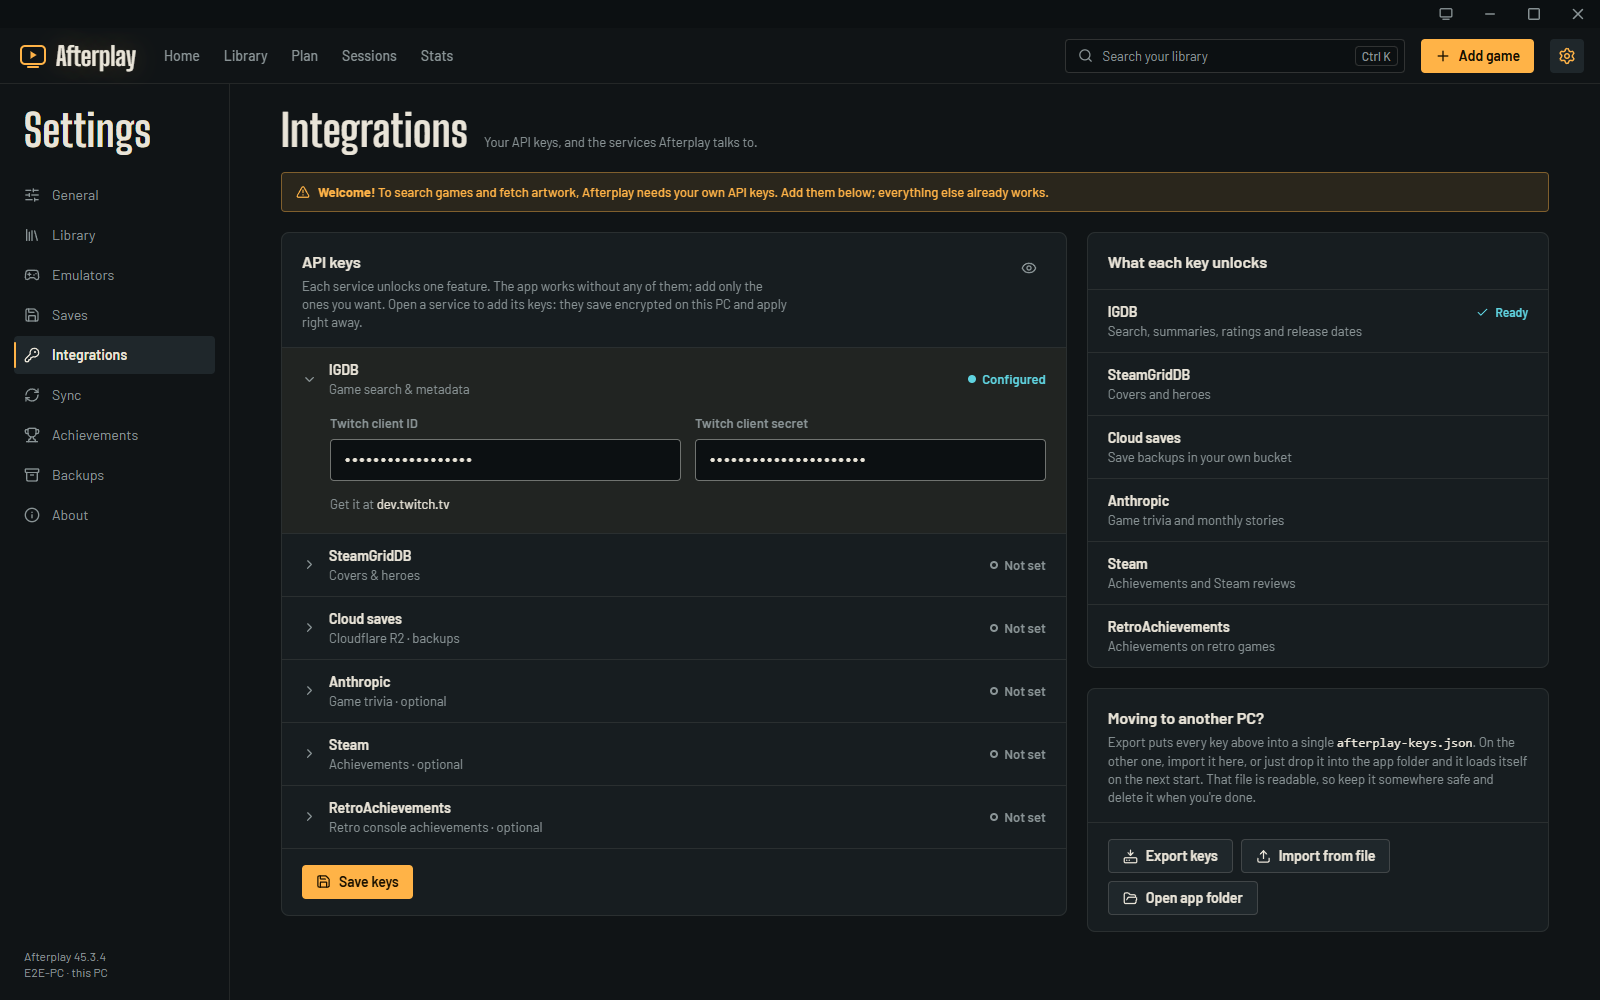 Afterplay
Home
Library
Plan
Sessions
Stats
Search your library
Ctrl K
Add game
Settings
General
Library
Emulators
Saves
Integrations
Sync
Achievements
Backups
About
Afterplay 45.3.4
E2E-PC · this PC
Integrations
Your API keys, and the services Afterplay talks to.
Welcome! To search games and fetch artwork, Afterplay needs your own API keys. Add them below; everything else already works.
API keys
Each service unlocks one feature. The app works without any of them; add only the
ones you want. Open a service to add its keys: they save encrypted on this PC and apply
right away.
IGDB
Game search & metadata
Configured
Twitch client ID
Twitch client secret
••••••••••••••••••
••••••••••••••••••••••
Get it at dev.twitch.tv
SteamGridDB
Covers & heroes
Not set
Cloud saves
Cloudflare R2 · backups
Not set
Anthropic
Game trivia · optional
Not set
Steam
Achievements · optional
Not set
RetroAchievements
Retro console achievements · optional
Not set
Save keys
What each key unlocks
IGDB
Search, summaries, ratings and release dates
Ready
SteamGridDB
Covers and heroes
Cloud saves
Save backups in your own bucket
Anthropic
Game trivia and monthly stories
Steam
Achievements and Steam reviews
RetroAchievements
Achievements on retro games
Moving to another PC?
Export puts every key above into a single afterplay-keys.json. On the
other one, import it here, or just drop it into the app folder and it loads itself
on the next start. That file is readable, so keep it somewhere safe and
delete it when you're done.
Export keys
Import from file
Open app folder